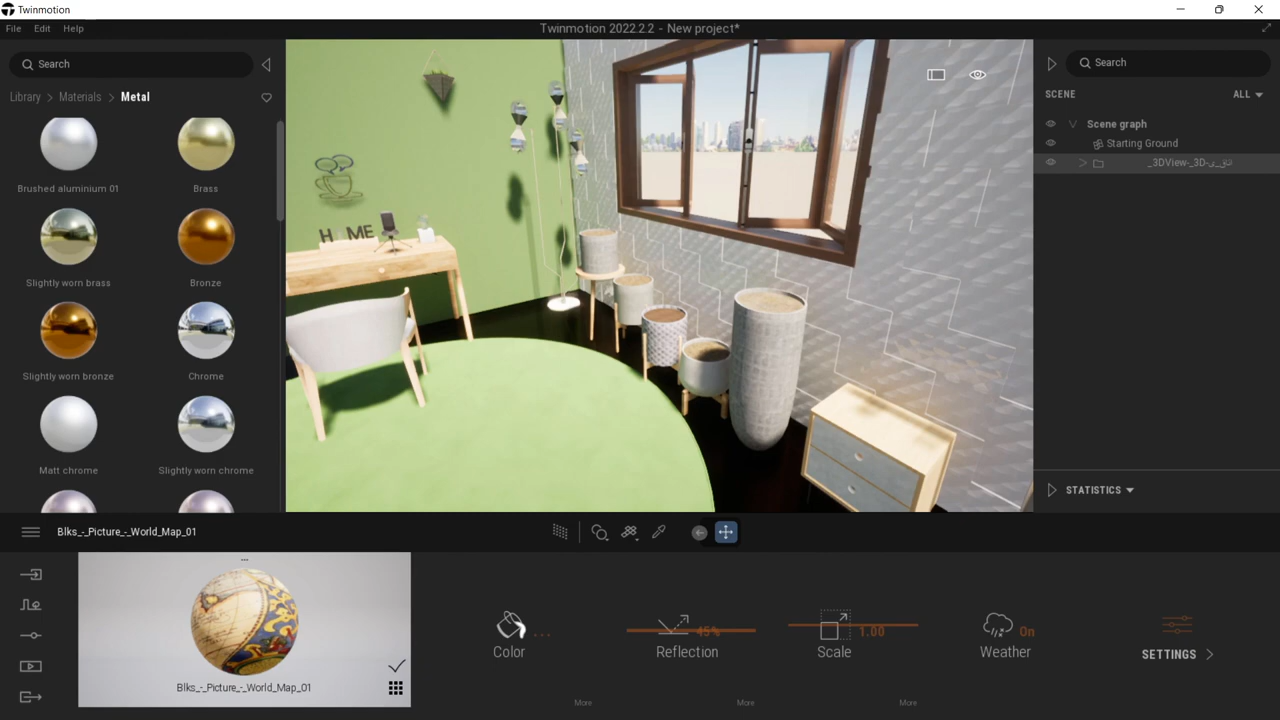 Twinmotion
File Edit Help
Twinmotion 2022.2.2 - New project*
Search
Library > Materials > Metal
Brushed aluminium 01
Brass
Slightly worn brass
Bronze
Slightly worn bronze
Chrome
Matt chrome
Slightly worn chrome
H ME
Search
SCENE
ALL
Scene graph
Starting Ground
STATISTICS
Blks_-_Picture_-_World_Map_01
Blks_-_Picture_-_World_Map_01
Color
...
More
45%
Reflection
More
1.00
Scale
More
On
Weather
SETTINGS